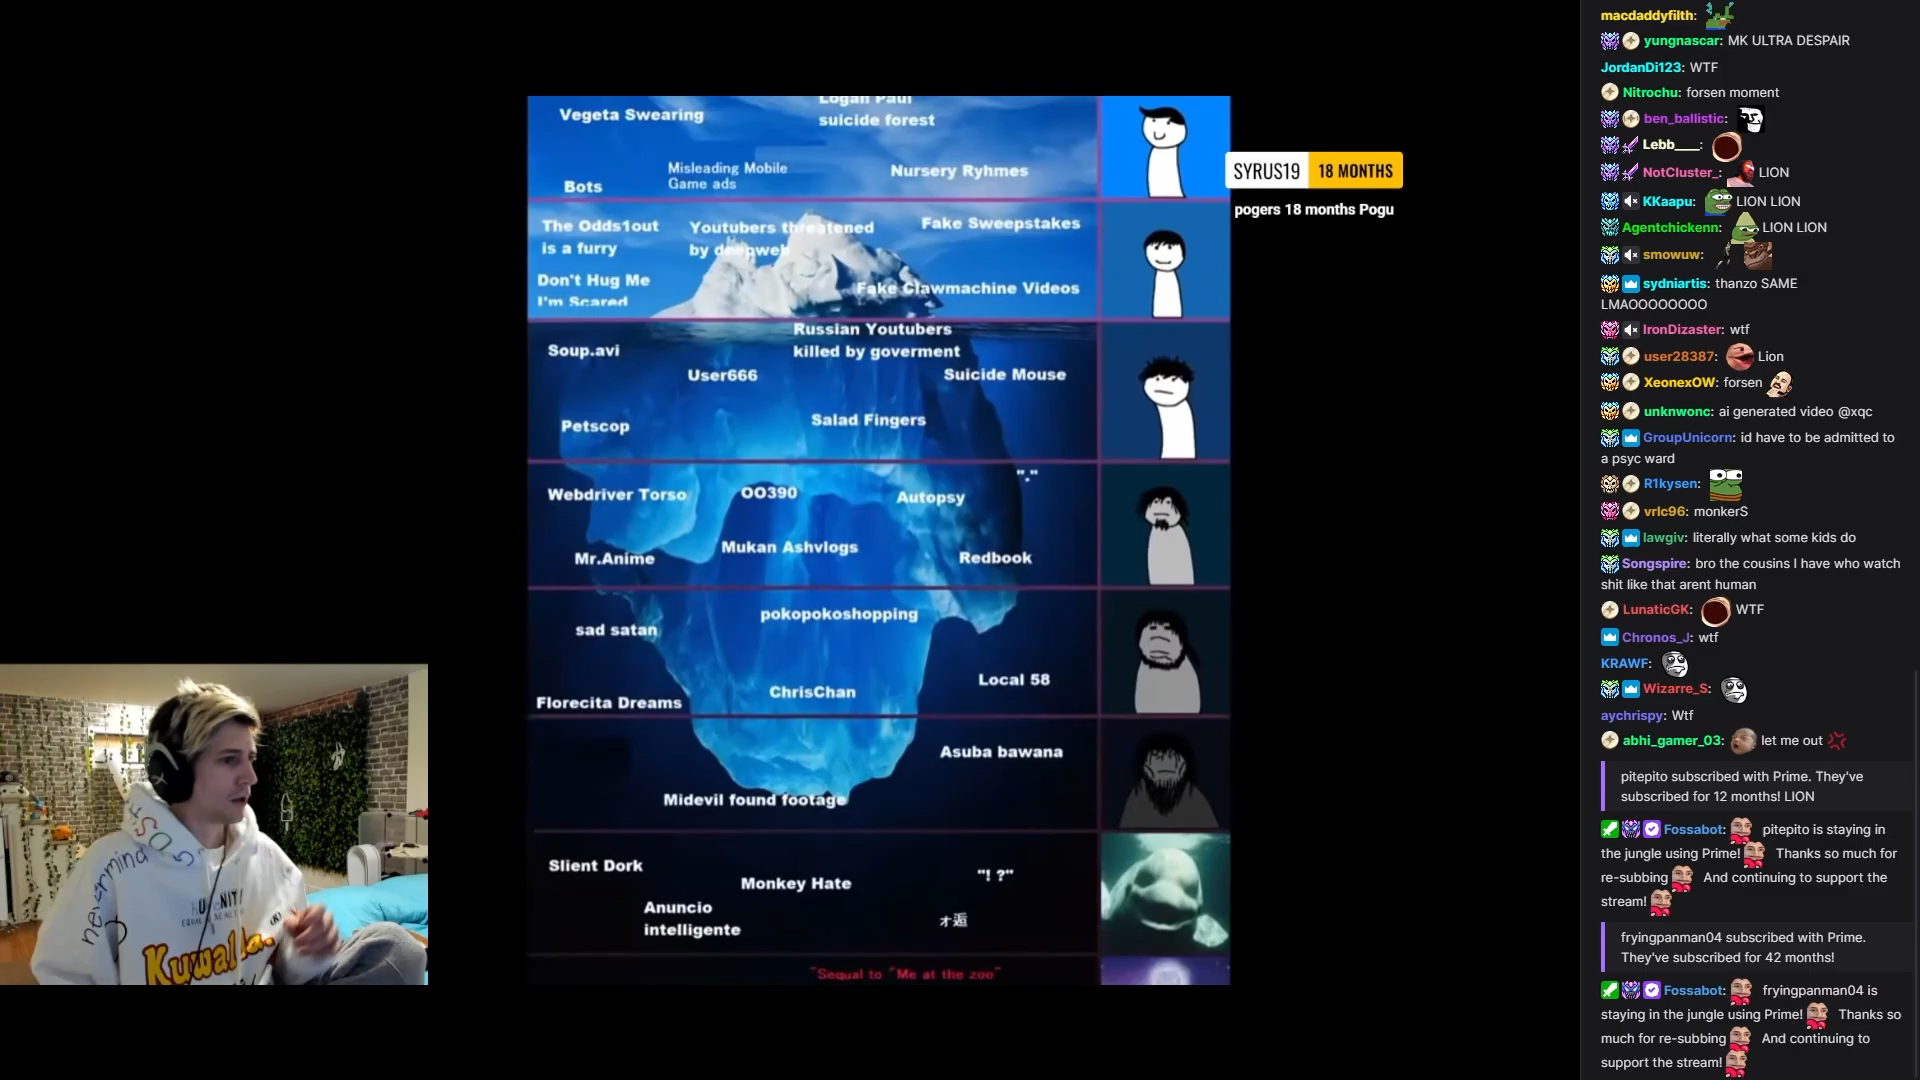 Vegeta Swearing
Logan Paul
suicide forest
Misleading Mobile
Game ads
Nursery Ryhmes
Bots
The Odds1out
is a furry
Youtubers threatened
by deepweb
Fake Sweepstakes
Don't Hug Me
I'm Scared
Fake Clawmachine Videos
Russian Youtubers
killed by goverment
Soup.avi
User666
Suicide Mouse
Petscop
Salad Fingers
"."
Webdriver Torso
OO390
Autopsy
Mr.Anime
Mukan Ashvlogs
Redbook
pokopokoshopping
sad satan
Local 58
ChrisChan
Florecita Dreams
Asuba bawana
Midevil found footage
Slient Dork
Monkey Hate
"! ?"
Anuncio
intelligente
オ逅
"Sequal to "Me at the zoo"
SYRUS19 18 MONTHS
pogers 18 months Pogu
nevermind
HUMANITY
Kuwalla.
macdaddyfilth:
yungnascar: MK ULTRA DESPAIR
JordanDi123: WTF
Nitrochu: forsen moment
ben_ballistic:
Lebb____:
NotCluster_: LION
KKaapu: LION LION
Agentchickenn: LION LION
smowuw:
sydniartis: thanzo SAME
LMAOOOOOOOO
IronDizaster: wtf
user28387: Lion
XeonexOW: forsen
unknwonc: ai generated video @xqc
GroupUnicorn: id have to be admitted to
a psyc ward
R1kysen:
vrlc96: monkerS
lawgiv: literally what some kids do
Songspire: bro the cousins I have who watch
shit like that arent human
LunaticGK: WTF
Chronos_J: wtf
KRAWF:
Wizarre_S:
aychrispy: Wtf
abhi_gamer_03: let me out
pitepito subscribed with Prime. They've
subscribed for 12 months! LION
Fossabot: pitepito is staying in
the jungle using Prime! Thanks so much for
re-subbing And continuing to support the
stream!
fryingpanman04 subscribed with Prime.
They've subscribed for 42 months!
Fossabot: fryingpanman04 is
staying in the jungle using Prime! Thanks so
much for re-subbing And continuing to
support the stream!